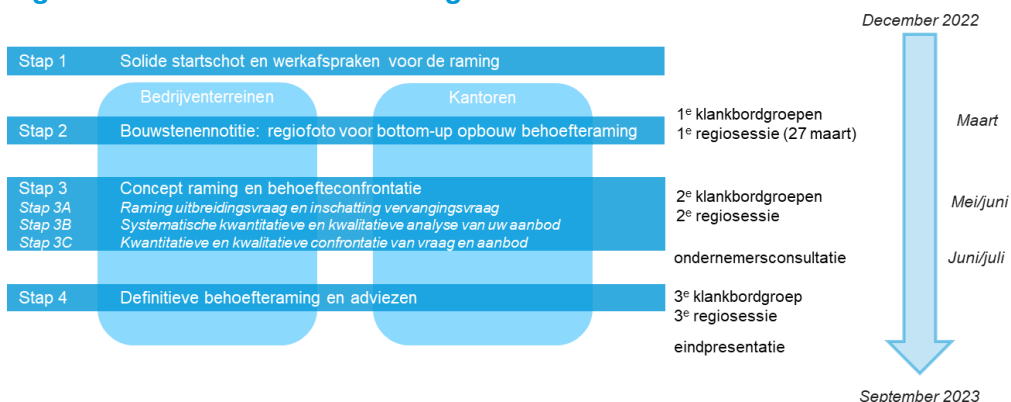 December 2022
Stap 1 Solide startschot en werkafspraken voor de raming
Bedrijventerreinen Kantoren
Stap 2 Bouwstenennotitie: regiofoto voor bottom-up opbouw behoefteraming
1e klankbordgroepen
1e regiosessie (27 maart)
Maart
Stap 3 Concept raming en behoefteconfrontatie
Stap 3A Raming uitbreidingsvraag en inschatting vervangingsvraag
Stap 3B Systematische kwantitatieve en kwalitatieve analyse van uw aanbod
Stap 3C Kwantitatieve en kwalitatieve confrontatie van vraag en aanbod
2e klankbordgroepen
2e regiosessie
Mei/juni
ondernemersconsultatie
Juni/juli
Stap 4 Definitieve behoefteraming en adviezen
3e klankbordgroep
3e regiosessie
eindpresentatie
September 2023